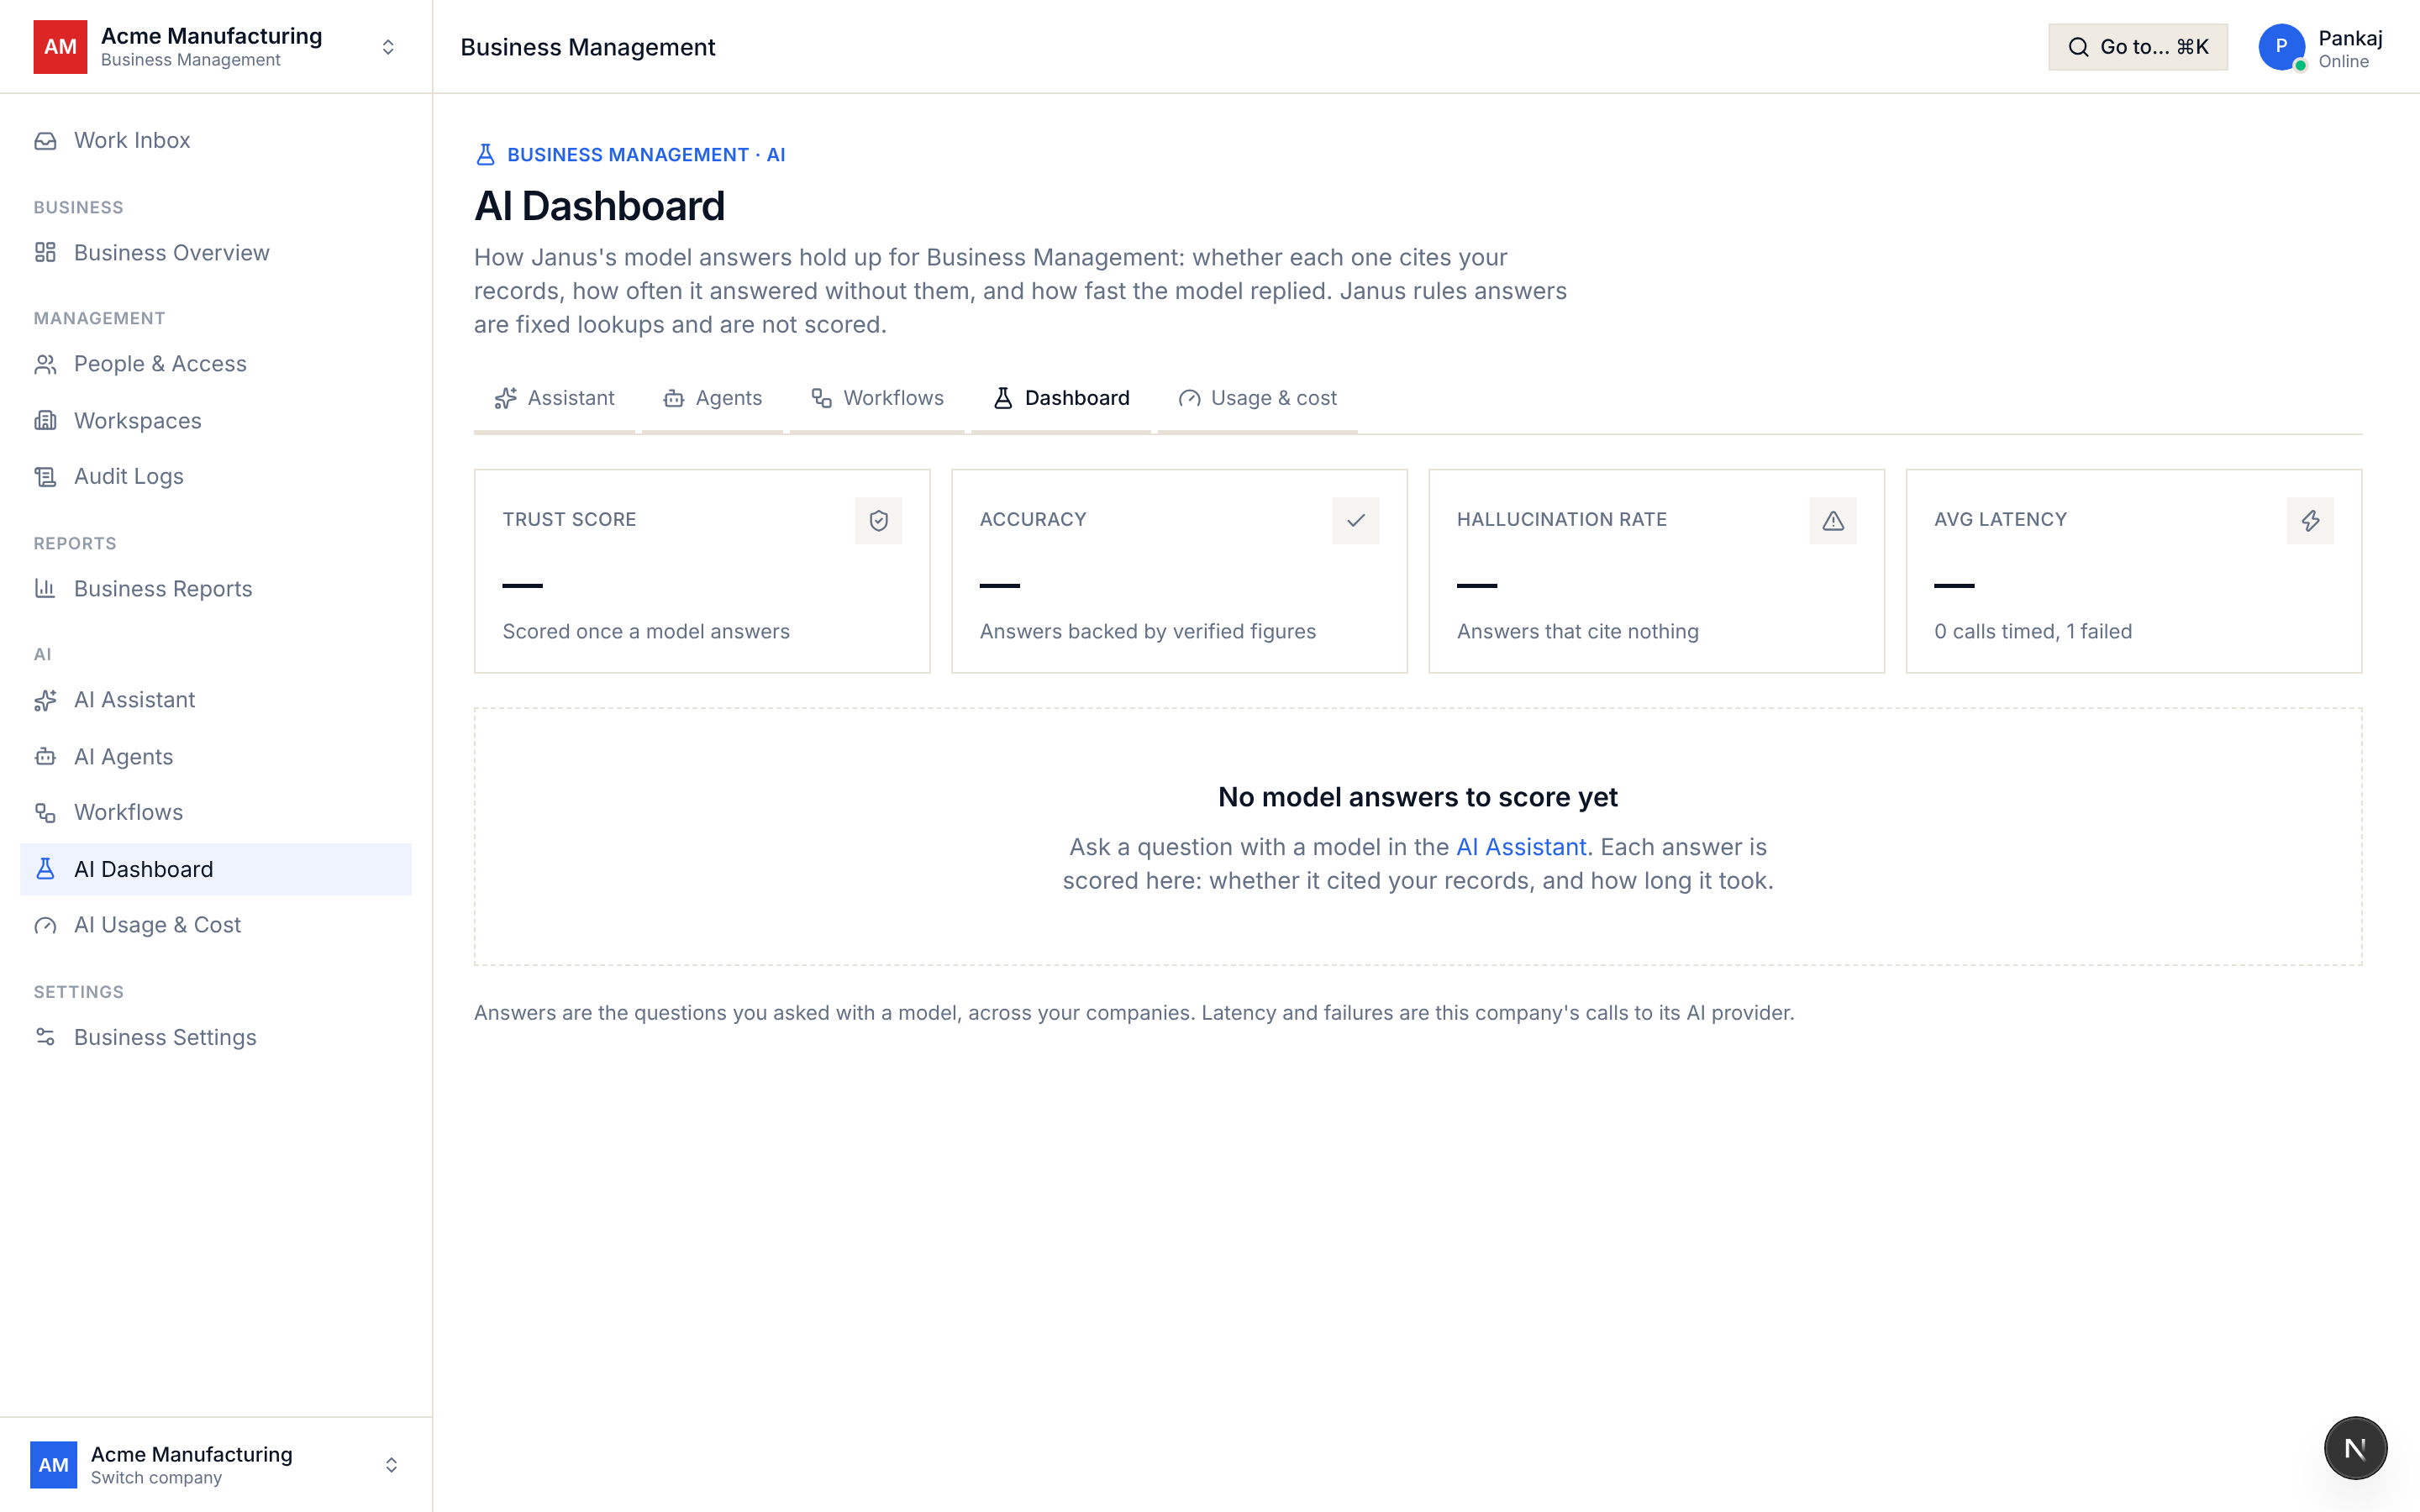 AM
Acme Manufacturing
Business Management
Business Management
Go to... ⌘K
P
Pankaj
Online
Work Inbox
BUSINESS
Business Overview
MANAGEMENT
People & Access
Workspaces
Audit Logs
REPORTS
Business Reports
AI
AI Assistant
AI Agents
Workflows
AI Dashboard
AI Usage & Cost
SETTINGS
Business Settings
AM
Acme Manufacturing
Switch company
BUSINESS MANAGEMENT · AI
AI Dashboard
How Janus's model answers hold up for Business Management: whether each one cites your
records, how often it answered without them, and how fast the model replied. Janus rules answers
are fixed lookups and are not scored.
Assistant
Agents
Workflows
Dashboard
Usage & cost
TRUST SCORE
—
Scored once a model answers
ACCURACY
—
Answers backed by verified figures
HALLUCINATION RATE
—
Answers that cite nothing
AVG LATENCY
—
0 calls timed, 1 failed
No model answers to score yet
Ask a question with a model in the AI Assistant. Each answer is
scored here: whether it cited your records, and how long it took.
Answers are the questions you asked with a model, across your companies. Latency and failures are this company's calls to its AI provider.
N